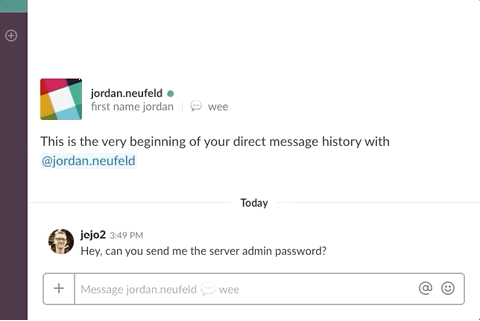 jordan.neufeld
first name jordan wee
This is the very beginning of your direct message history with
@jordan.neufeld
Today
jojo2 3:49 PM
Hey, can you send me the server admin password?
Message jordan.neufeld wee